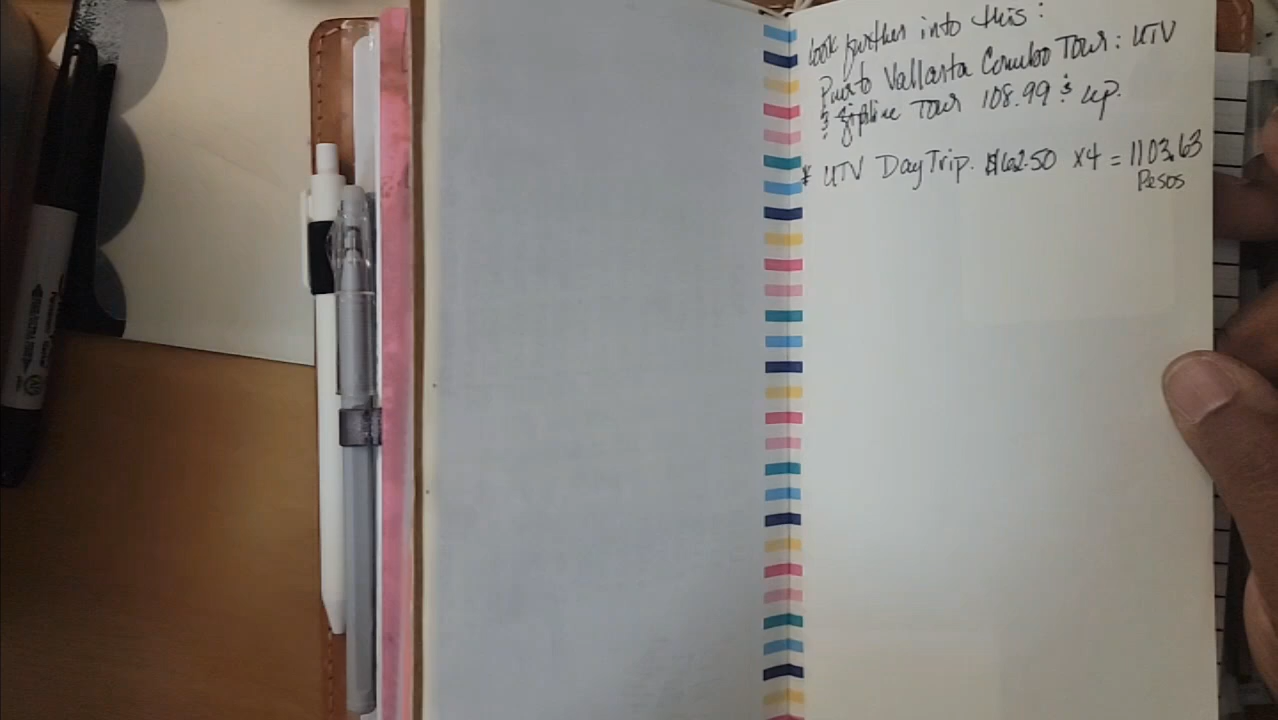 look further into this:
Puerto Vallarta Combo Tour: UTV
& zipline Tour 108.99 & up.
* UTV Day Trip. $62.50 x4 = 1103.63
Pesos